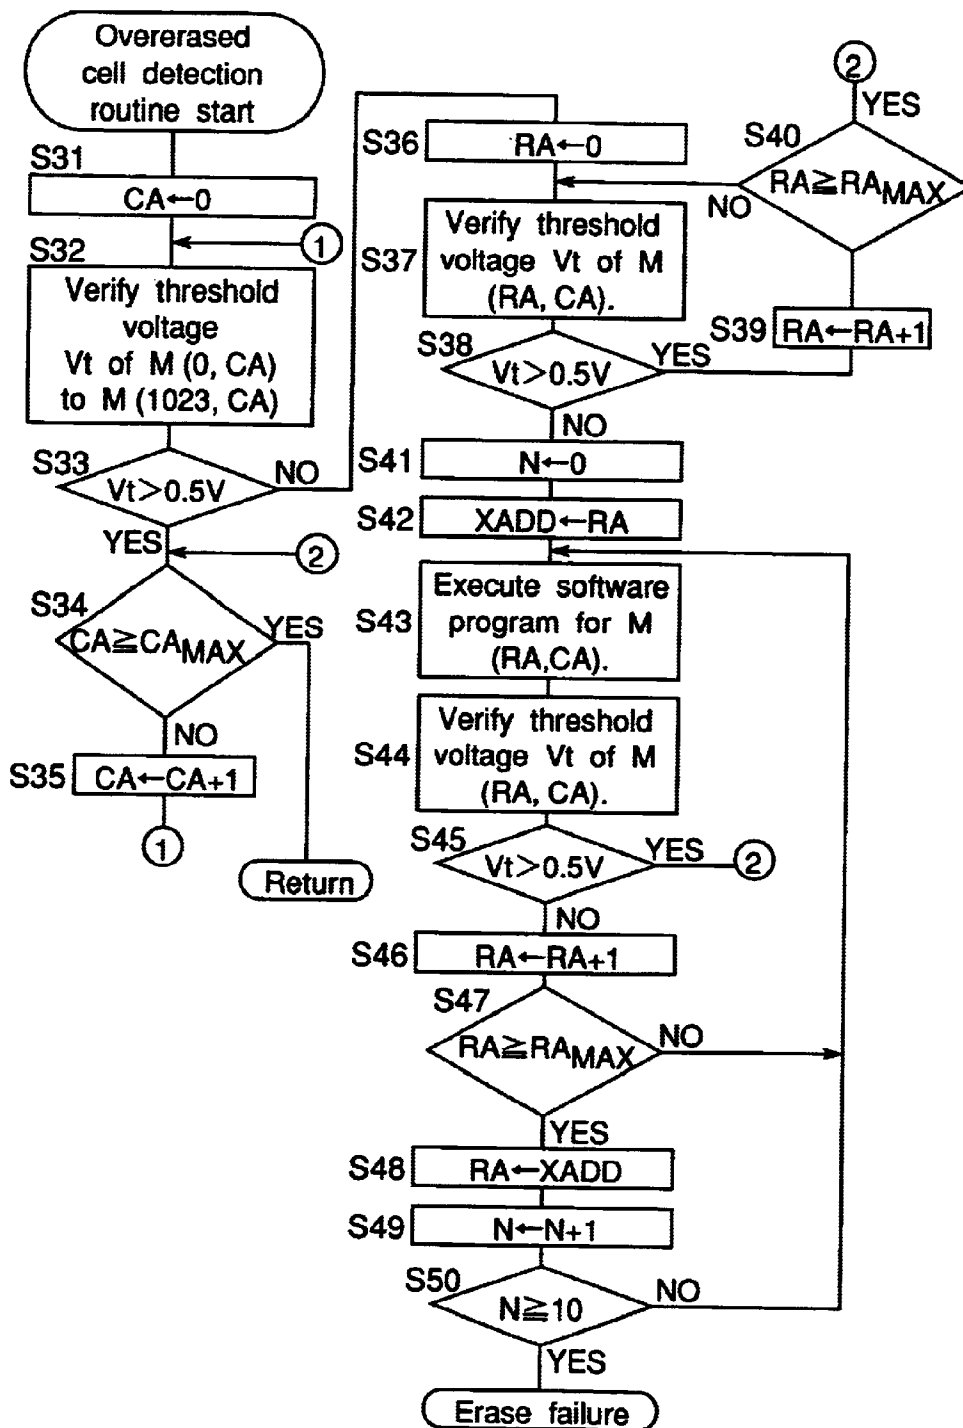 Overerased
cell detection
routine start
S31
CA←0
S32
①
Verify threshold
voltage
Vt of M (0, CA)
to M (1023, CA)
S33
Vt>0.5V
NO
YES
②
S34
CA≧CAMAX
YES
NO
S35
CA←CA+1
①
Return
S36
RA←0
S37
Verify threshold
voltage Vt of M
(RA, CA).
S38
Vt>0.5V
YES
NO
S39
RA←RA+1
S40
RA≧RAMAX
NO
YES
②
S41
N←0
S42
XADD←RA
S43
Execute software
program for M
(RA,CA).
S44
Verify threshold
voltage Vt of M
(RA, CA).
S45
Vt>0.5V
YES
②
NO
S46
RA←RA+1
S47
RA≧RAMAX
NO
YES
S48
RA←XADD
S49
N←N+1
S50
N≧10
NO
YES
Erase failure